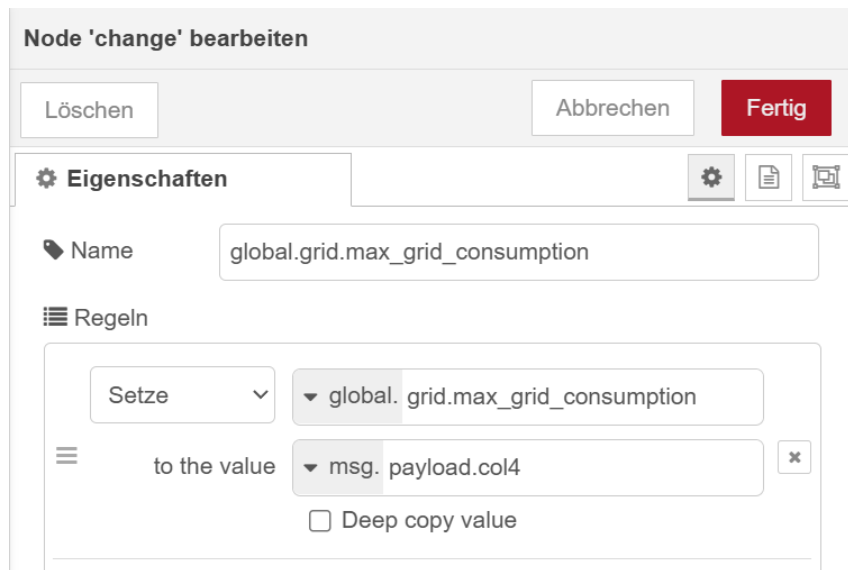 Node 'change' bearbeiten
Löschen Abbrechen Fertig
Eigenschaften
Name global.grid.max_grid_consumption
Regeln
Setze global. grid.max_grid_consumption
to the value msg. payload.col4
Deep copy value